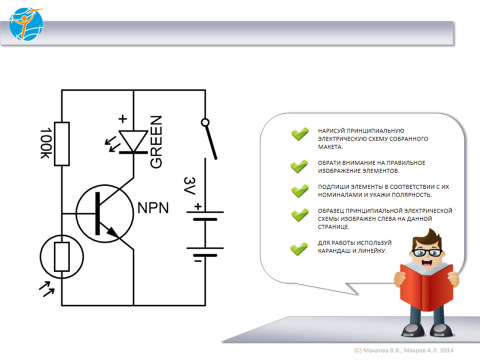 100k
+
GREEN
NPN
3V
+
-
НАРИСУЙ ПРИНЦИПИАЛЬНУЮ
ЭЛЕКТРИЧЕСКУЮ СХЕМУ СОБРАННОГО
МАКЕТА.
ОБРАТИ ВНИМАНИЕ НА ПРАВИЛЬНОЕ
ИЗОБРАЖЕНИЕ ЭЛЕМЕНТОВ.
ПОДПИШИ ЭЛЕМЕНТЫ В СООТВЕТСТВИИ С ИХ
НОМИНАЛАМИ И УКАЖИ ПОЛЯРНОСТЬ.
ОБРАЗЕЦ ПРИНЦИПИАЛЬНОЙ ЭЛЕКТРИЧЕСКОЙ
СХЕМЫ ИЗОБРАЖЕН СЛЕВА НА ДАННОЙ
СТРАНИЦЕ.
ДЛЯ РАБОТЫ ИСПОЛЬЗУЙ
КАРАНДАШ И ЛИНЕЙКУ.
(C) Макрова В.В., Макров А.Л. 2014